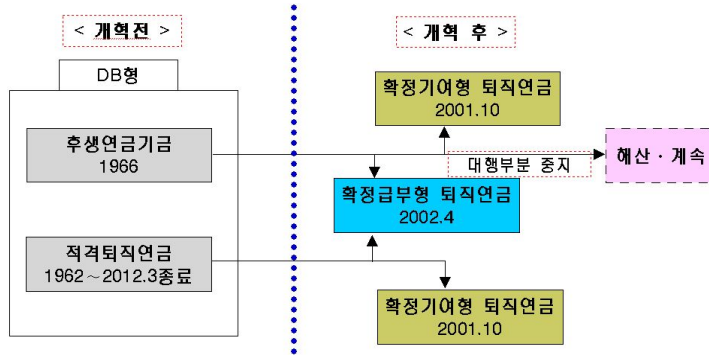 < 개혁전 >
< 개혁 후 >
DB형
확정기여형 퇴직연금
2001.10
후생연금기금
1966
대행부분 중지
해산 · 계속
확정급부형 퇴직연금
2002.4
적격퇴직연금
1962~2012.3종료
확정기여형 퇴직연금
2001.10